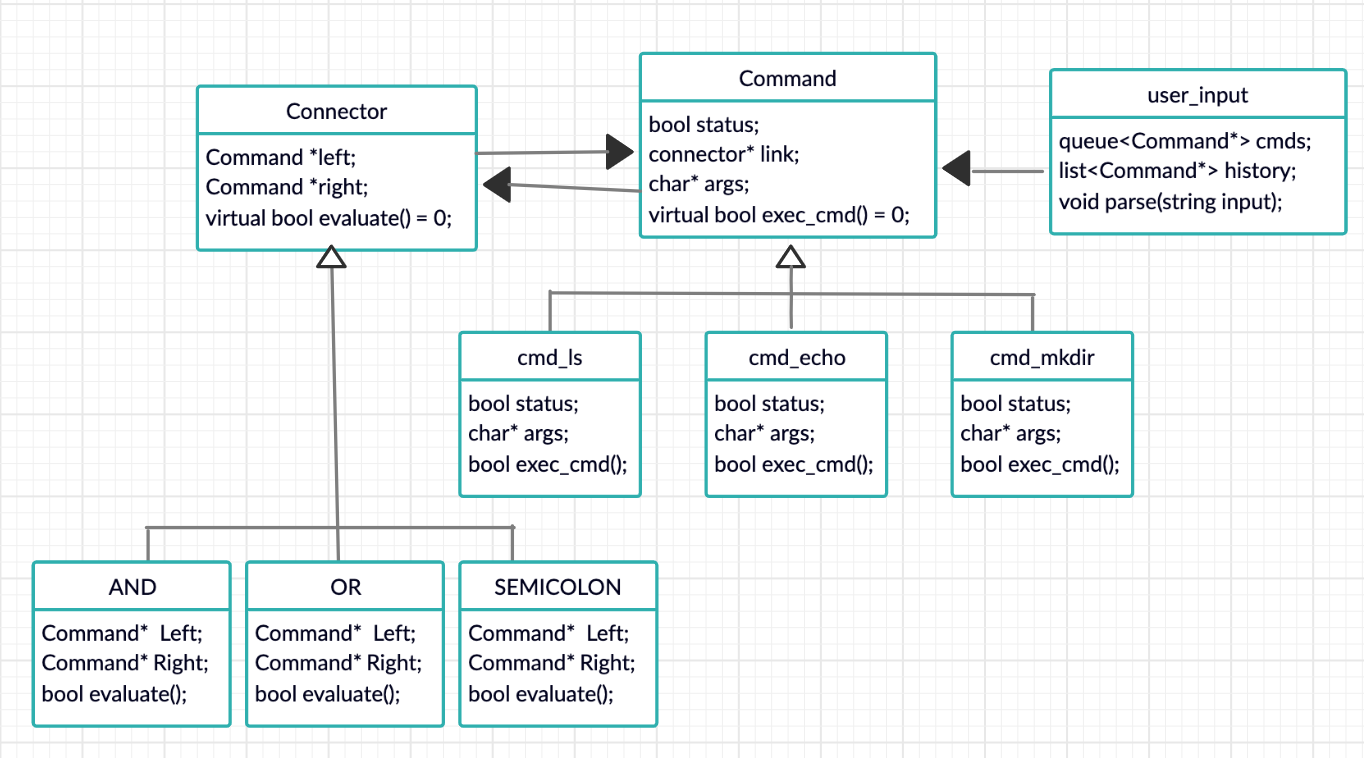 Connector
Command *left;
Command *right;
virtual bool evaluate() = 0;
Command
bool status;
connector* link;
char* args;
virtual bool exec_cmd() = 0;
user_input
queue<Command*> cmds;
list<Command*> history;
void parse(string input);
cmd_ls
bool status;
char* args;
bool exec_cmd();
cmd_echo
bool status;
char* args;
bool exec_cmd();
cmd_mkdir
bool status;
char* args;
bool exec_cmd();
AND
Command*  Left;
Command* Right;
bool evaluate();
OR
Command*  Left;
Command* Right;
bool evaluate();
SEMICOLON
Command*  Left;
Command* Right;
bool evaluate();